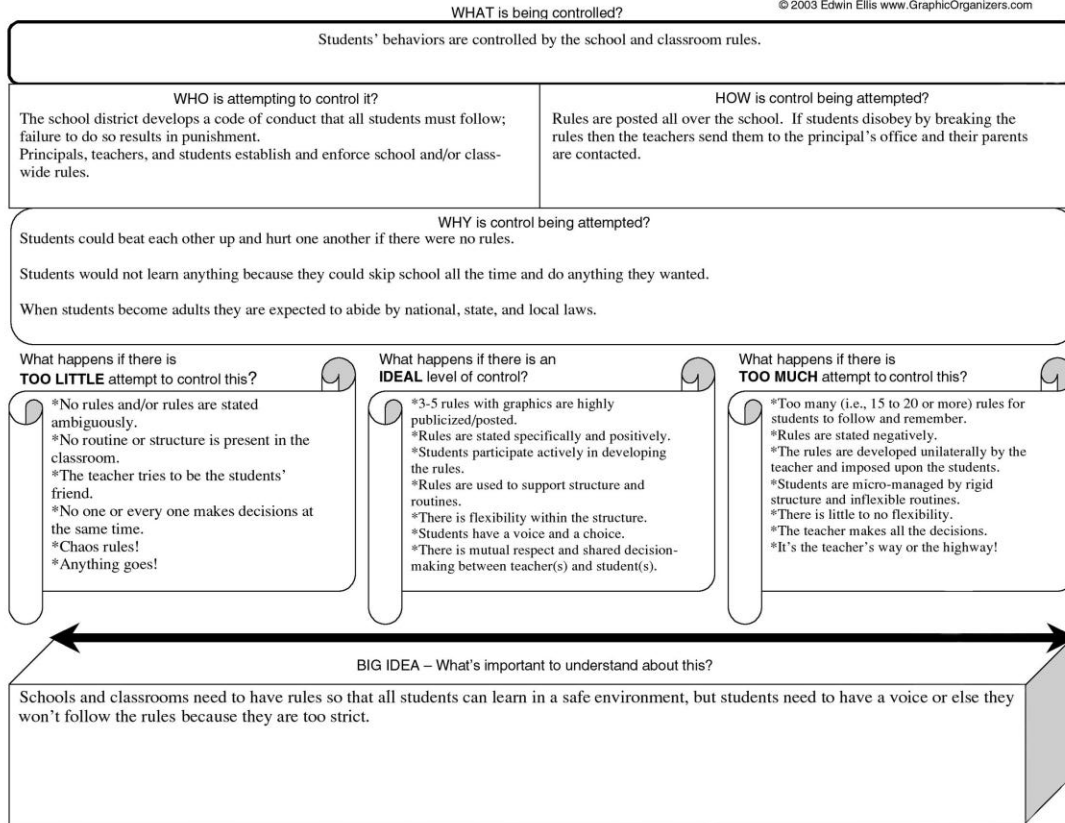 © 2003 Edwin Ellis www.GraphicOrganizers.com
WHAT is being controlled?
Students' behaviors are controlled by the school and classroom rules.
WHO is attempting to control it?
The school district develops a code of conduct that all students must follow;
failure to do so results in punishment.
Principals, teachers, and students establish and enforce school and/or class-
wide rules.
HOW is control being attempted?
Rules are posted all over the school.  If students disobey by breaking the
rules then the teachers send them to the principal's office and their parents
are contacted.
WHY is control being attempted?
Students could beat each other up and hurt one another if there were no rules.
Students would not learn anything because they could skip school all the time and do anything they wanted.
When students become adults they are expected to abide by national, state, and local laws.
What happens if there is
TOO LITTLE attempt to control this?
*No rules and/or rules are stated
ambiguously.
*No routine or structure is present in the
classroom.
*The teacher tries to be the students'
friend.
*No one or every one makes decisions at
the same time.
*Chaos rules!
*Anything goes!
What happens if there is an
IDEAL level of control?
*3-5 rules with graphics are highly
publicized/posted.
*Rules are stated specifically and positively.
*Students participate actively in developing
the rules.
*Rules are used to support structure and
routines.
*There is flexibility within the structure.
*Students have a voice and a choice.
*There is mutual respect and shared decision-
making between teacher(s) and student(s).
What happens if there is
TOO MUCH attempt to control this?
*Too many (i.e., 15 to 20 or more) rules for
students to follow and remember.
*Rules are stated negatively.
*The rules are developed unilaterally by the
teacher and imposed upon the students.
*Students are micro-managed by rigid
structure and inflexible routines.
*There is little to no flexibility.
*The teacher makes all the decisions.
*It's the teacher's way or the highway!
BIG IDEA – What's important to understand about this?
Schools and classrooms need to have rules so that all students can learn in a safe environment, but students need to have a voice or else they
won't follow the rules because they are too strict.